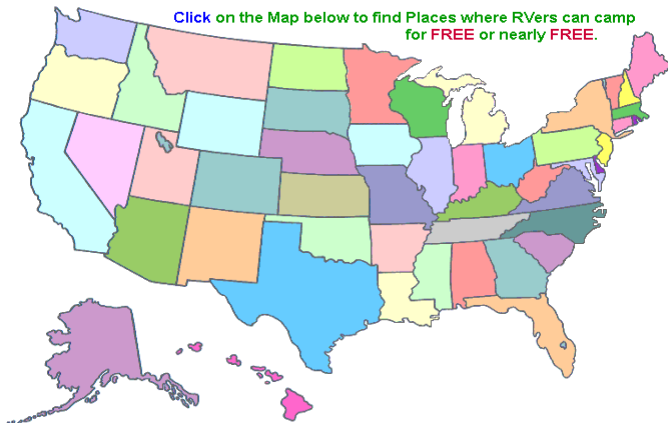 Click on the Map below to find Places where RVers can camp
for FREE or nearly FREE.